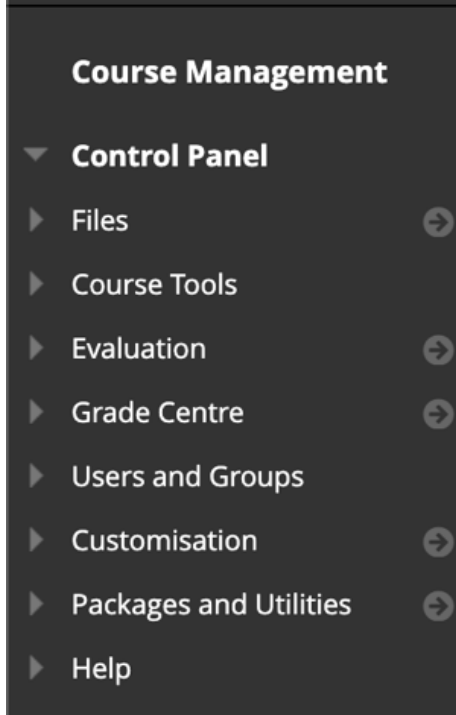 Course Management
Control Panel
Files
Course Tools
Evaluation
Grade Centre
Users and Groups
Customisation
Packages and Utilities
Help